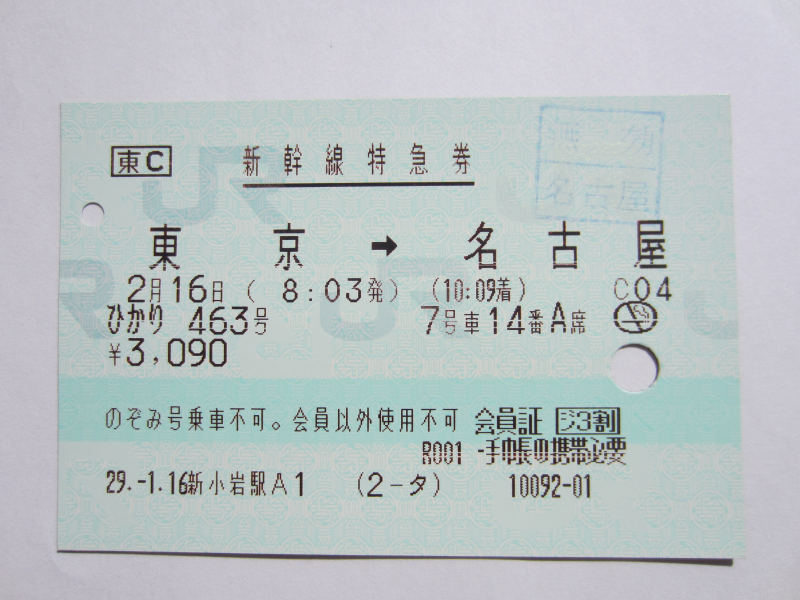 東C 新幹線特急券
無効
名古屋
東京 → 名古屋
2月16日 ( 8:03発) (10:09着) C04
ひかり 463号 7号車14番A席
¥3,090
のぞみ号乗車不可。会員以外使用不可 会員証 ジ3割
R001 -手帳の携帯必要
29.-1.16新小岩駅A1 (2-タ) 10092-01